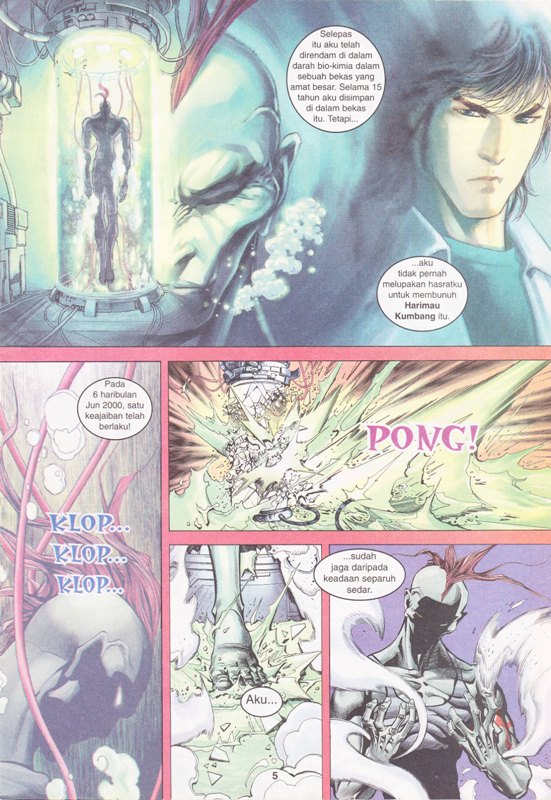 Selepas
itu aku telah
direndam di dalam
darah bio-kimia dalam
sebuah bekas yang
amat besar. Selama 15
tahun aku disimpan
di dalam bekas
itu. Tetapi...
...aku
tidak pernah
melupakan hasratku
untuk membunuh
Harimau
Kumbang itu.
Pada
6 haribulan
Jun 2000, satu
keajaiban telah
berlaku!
KLOP...
KLOP...
KLOP...
PONG!
Aku...
...sudah
jaga daripada
keadaan separuh
sedar.
5